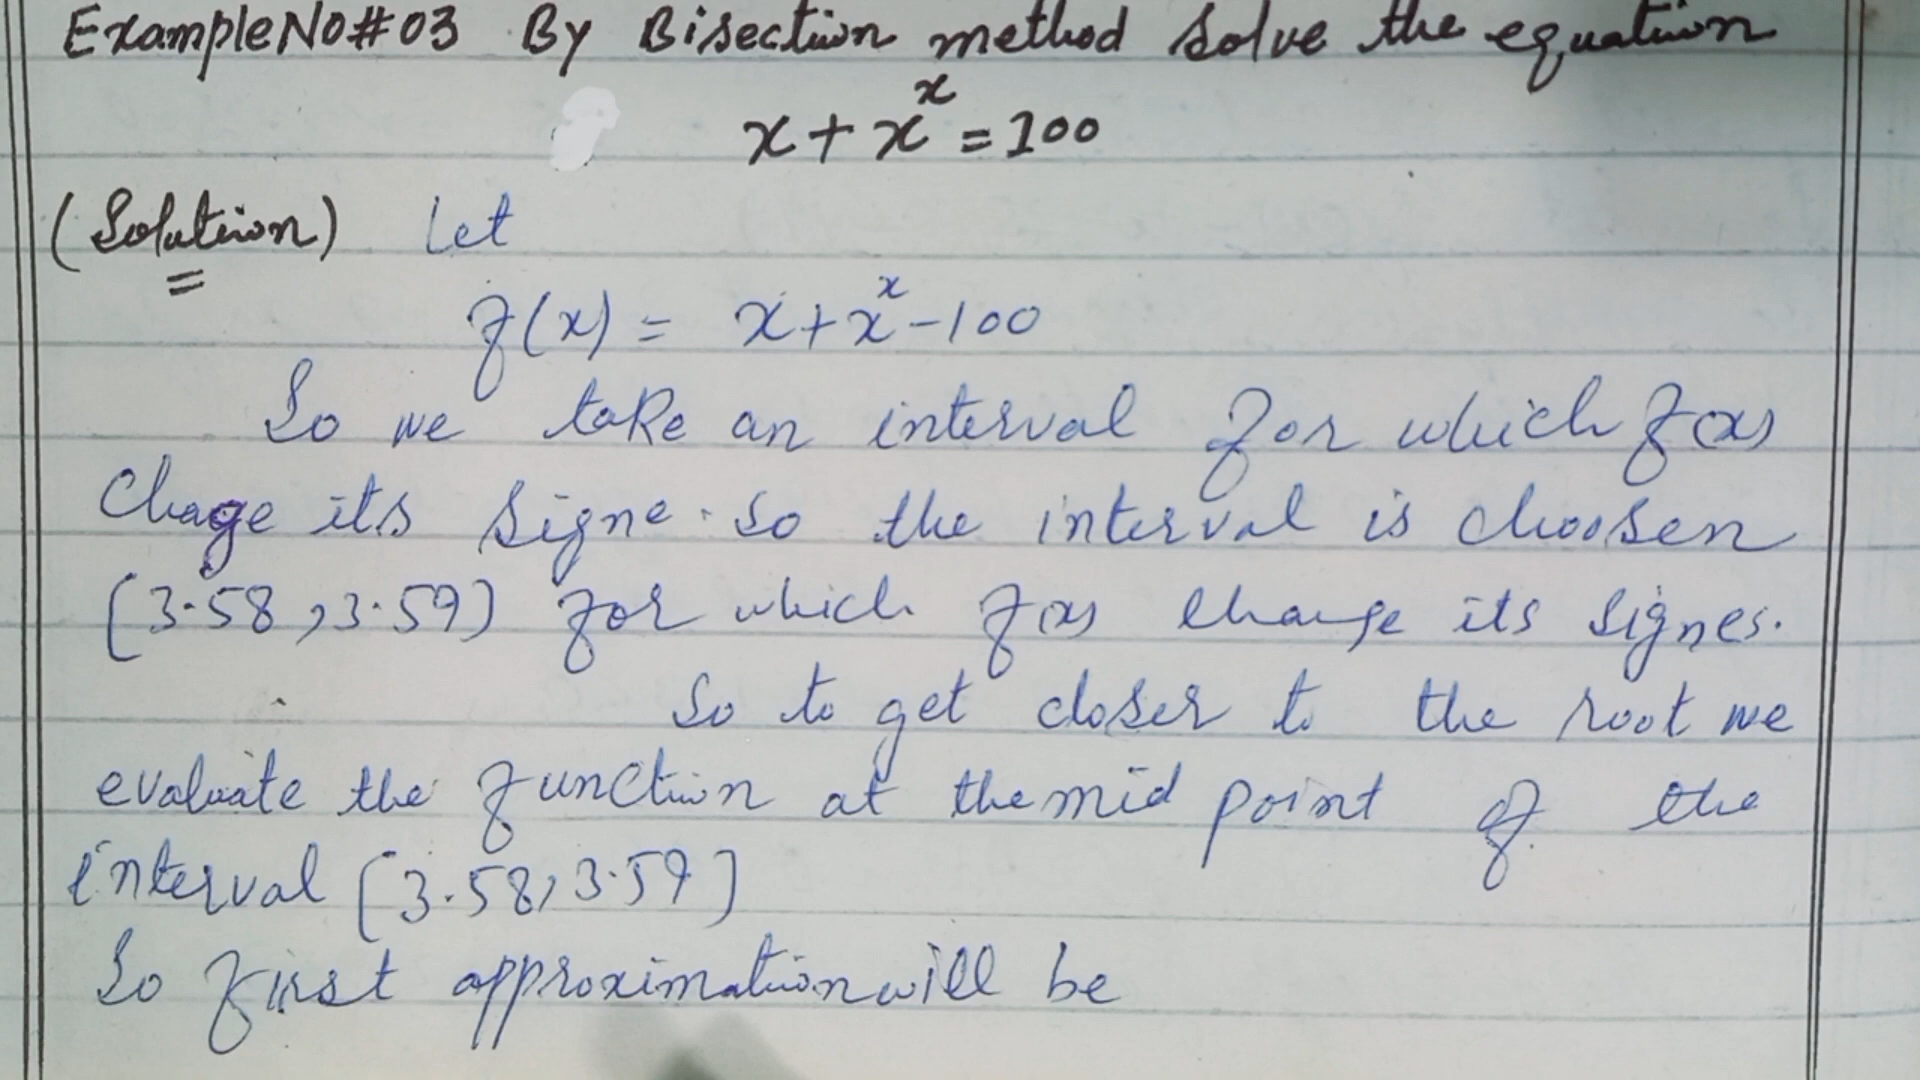 Example No#03 By Bisection method solve the equation
x + x^x = 100
(Solution) Let
f(x) = x + x^x - 100
So we take an interval for which f(x)
Chage its signe. So the interval is choosen
[3.58, 3.59] for which f(x) change its signes.
So to get closer to the root we
evaluate the function at the mid point of the
interval [3.58, 3.59]
So first approximation will be